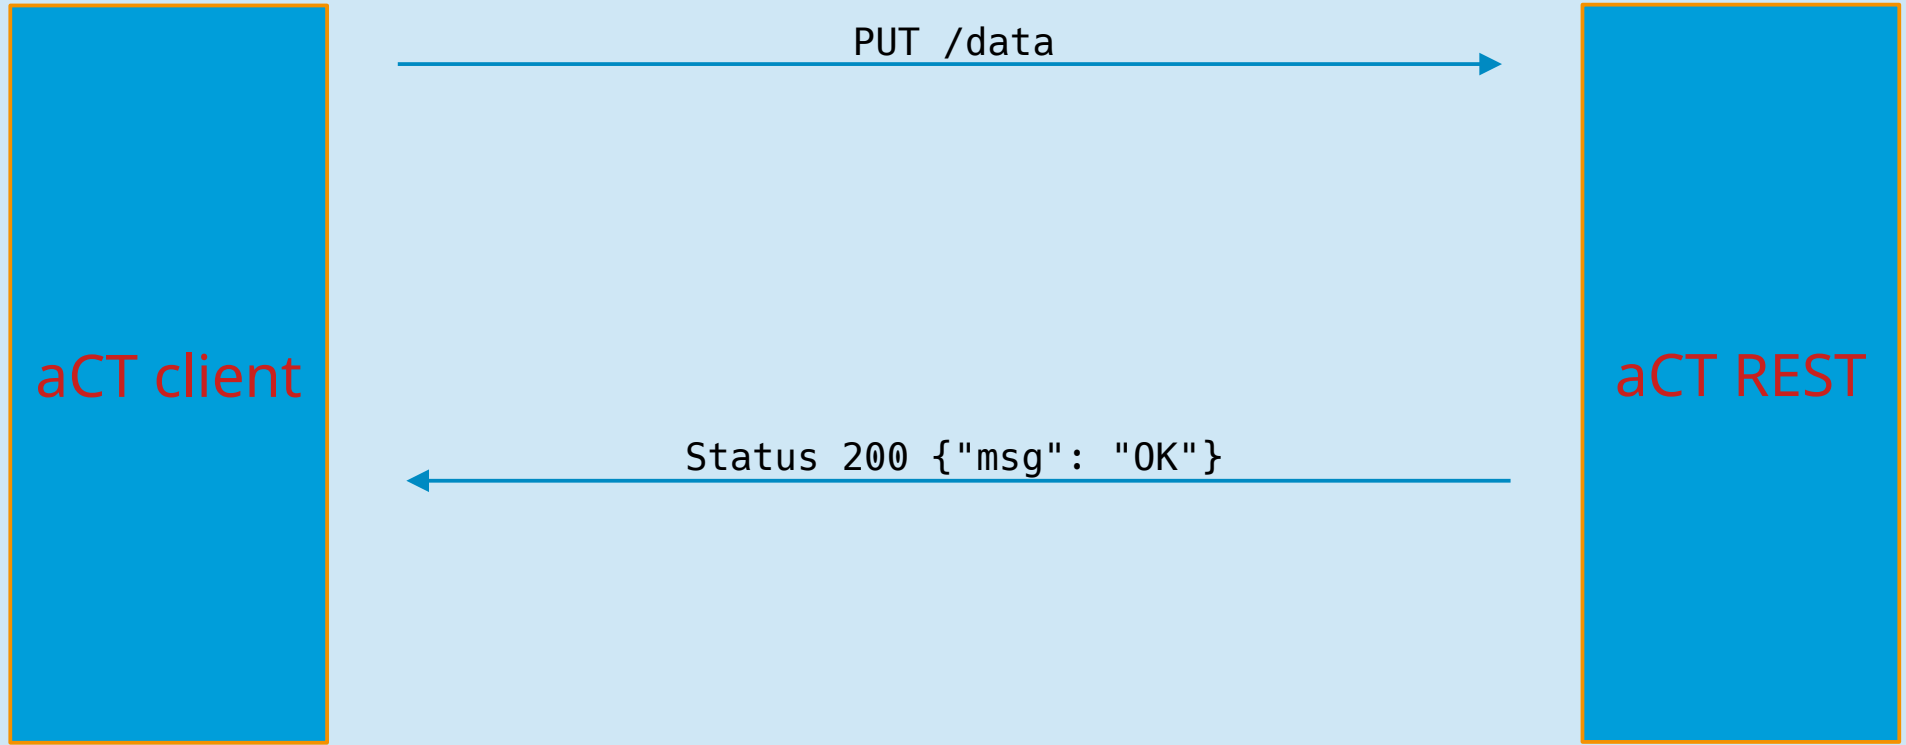 PUT /data
aCT client
aCT REST
Status 200 {"msg": "OK"}